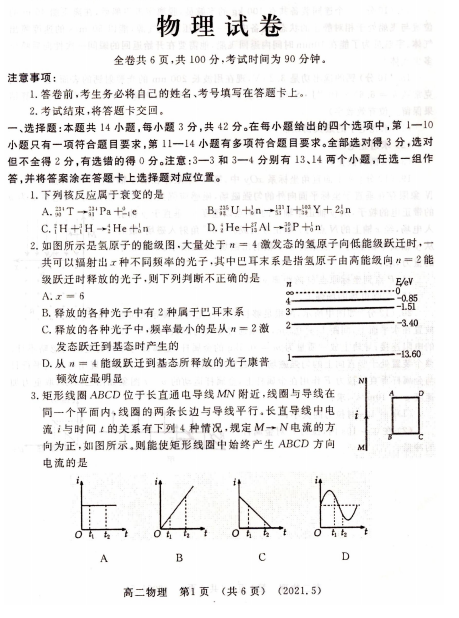 物理试卷
全卷共6页,共100分,考试时间为90分钟。
注意事项:
1.答卷前,考生务必将自己的姓名、考号填写在答题卡上。
2.考试结束,将答题卡交回。
一、选择题:本题共14小题,每小题3分,共42分。在每小题给出的四个选项中,第1—10
小题只有一项符合题目要求,第11—14小题有多项符合题目要求。全部选对得3分,选对
但不全得2分,有选错的得0分。注意:3—3和3—4分别有13、14两个小题,任选一组作
答,并将答案涂在答题卡上选择题对应位置。
1.下列核反应属于衰变的是
A.²³⁴₉₀Th→²³⁴₉₁Pa+⁰₋₁e B.²³⁵₉₂U+¹₀n→¹³¹₅₃I+¹⁰³₃₉Y+2¹₀n
C.²₁H+³₁H→⁴₂He+¹₀n D.⁴₂He+²⁷₁₃Al→³⁰₁₅P+¹₀n
2.如图所示是氢原子的能级图,大量处于n=4激发态的氢原子向低能级跃迁时,一
共可以辐射出x种不同频率的光子,其中巴耳末系是指氢原子由高能级向n=2能
级跃迁时释放的光子,则下列判断不正确的是
A.x=6
B.释放的各种光子中有2种属于巴耳末系
C.释放的各种光子中,频率最小的是从n=2激
发态跃迁到基态时产生的
D.从n=4能级跃迁到基态所释放的光子康普
顿效应最明显
n E/eV
∞ 0
4 -0.85
3 -1.51
2 -3.40
1 -13.60
3.矩形线圈ABCD位于长直通电导线MN附近,线圈与导线在
同一个平面内,线圈的两条长边与导线平行。长直导线中电
流i与时间t的关系有下列4种情况,规定M→N电流的方
向为正,如图所示。则能使矩形线圈中始终产生ABCD方向
电流的是
N A D
i
M B C
i O t₁ t₂ t
i O t₁ t₂ t
i O t₁ t₂ t
i O t₁ t₂ t
A B C D
高二物理 第1页 (共6页) (2021.5)